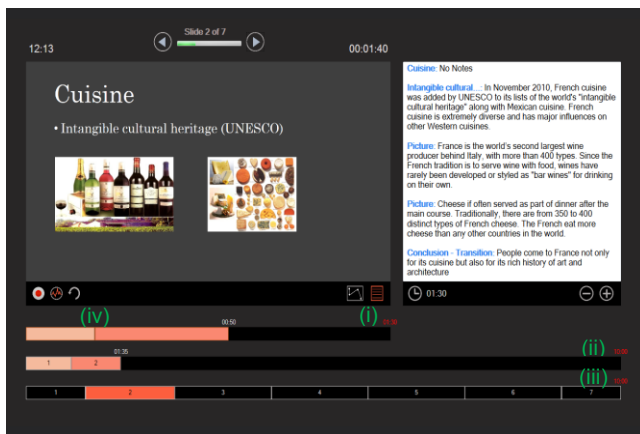 Slide 2 of 7
12:13
00:01:40
Cuisine
• Intangible cultural heritage (UNESCO)
Cuisine: No Notes
Intangible cultural...: In November 2010, French cuisine
was added by UNESCO to its lists of the world's "intangible
cultural heritage" along with Mexican cuisine. French
cuisine is extremely diverse and has major influences on
other Western cuisines.
Picture: France is the world's second largest wine
producer behind Italy, with more than 400 types. Since the
French tradition is to serve wine with food, wines have
rarely been developed or styled as "bar wines" for drinking
on their own.
Picture: Cheese if often served as part of dinner after the
main course. Traditionally, there are from 350 to 400
distinct types of French cheese. The French eat more
cheese than any other countries in the world.
Conclusion - Transition: People come to France not only
for its cuisine but also for its rich history of art and
architecture
01:30
(iv)
00:50
(i)
01:30
01:35
(ii)
10:00
1 2
(iii)
10:00
1 2 3 4 5 6 7